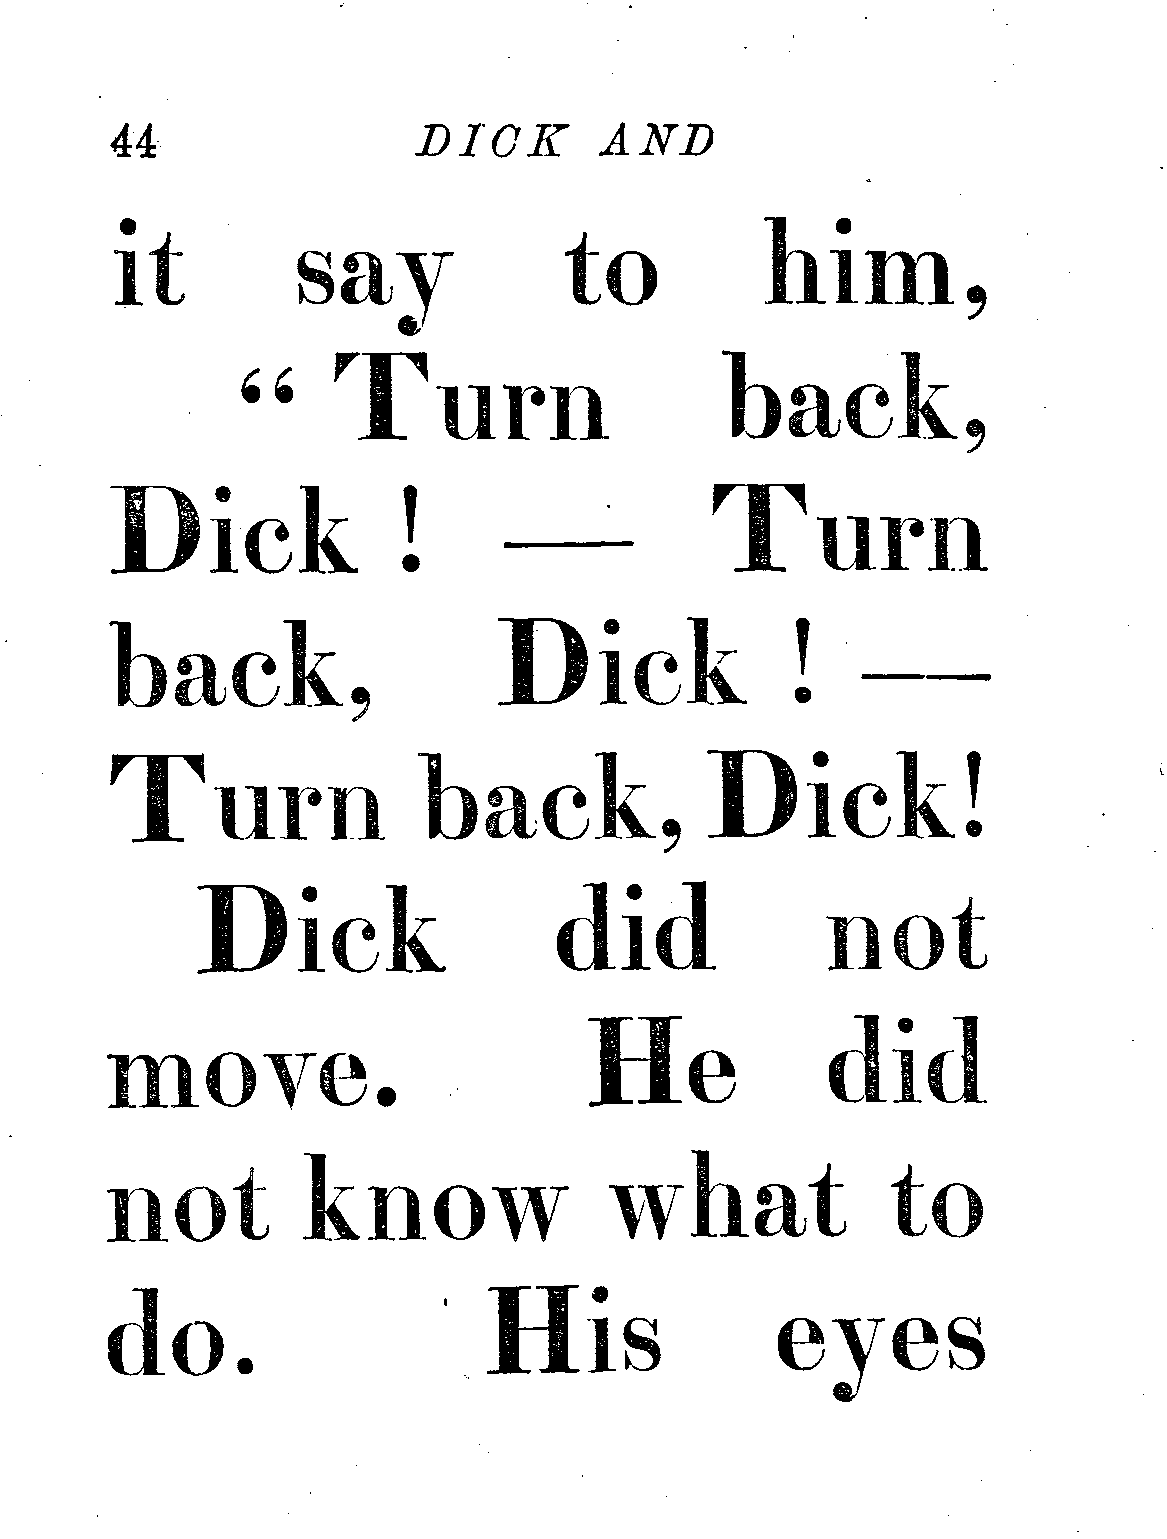 44 DICK AND
it say to him,
“ Turn back,
Dick ! — Turn
back, Dick ! —
Turn back, Dick!
Dick did not
move. He did
not know what to
do. His eyes